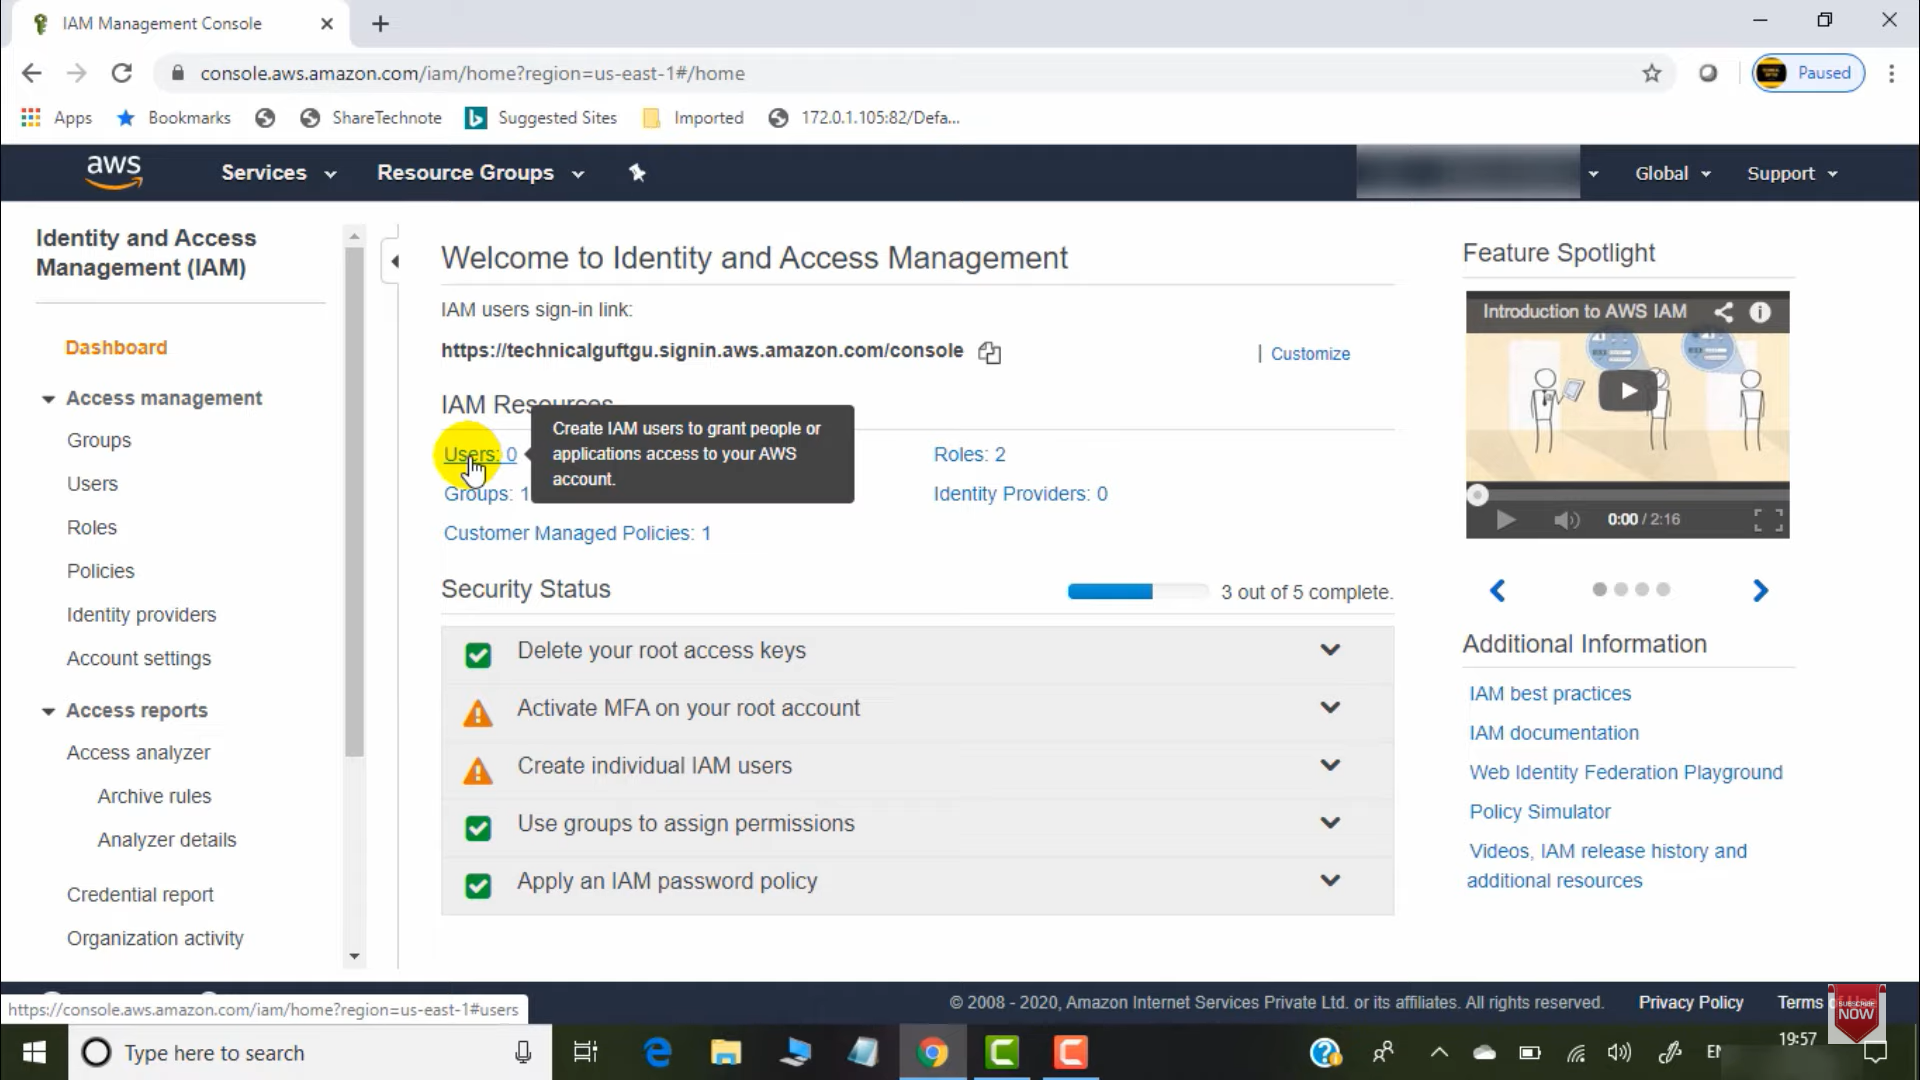 IAM Management Console
console.aws.amazon.com/iam/home?region=us-east-1#/home
Paused
Apps
Bookmarks
ShareTechnote
Suggested Sites
Imported
172.0.1.105:82/Defa...
aws
Services
Resource Groups
Global
Support
Identity and Access
Management (IAM)
Dashboard
Access management
Groups
Users
Roles
Policies
Identity providers
Account settings
Access reports
Access analyzer
Archive rules
Analyzer details
Credential report
Organization activity
Welcome to Identity and Access Management
IAM users sign-in link:
https://technicalguftgu.signin.aws.amazon.com/console
| Customize
IAM Resources
Users: 0
Create IAM users to grant people or
applications access to your AWS
account.
Roles: 2
Groups: 1
Identity Providers: 0
Customer Managed Policies: 1
Security Status
3 out of 5 complete.
Delete your root access keys
Activate MFA on your root account
Create individual IAM users
Use groups to assign permissions
Apply an IAM password policy
Feature Spotlight
Introduction to AWS IAM
0:00 / 2:16
Additional Information
IAM best practices
IAM documentation
Web Identity Federation Playground
Policy Simulator
Videos, IAM release history and
additional resources
https://console.aws.amazon.com/iam/home?region=us-east-1#users
© 2008 - 2020, Amazon Internet Services Private Ltd. or its affiliates. All rights reserved.
Privacy Policy
Terms
SUBSCRIBE
NOW
Type here to search
19:57